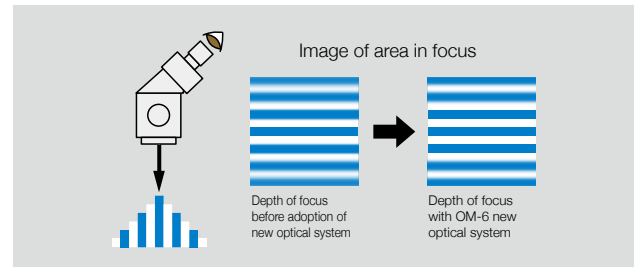 Image of area in focus
Depth of focus
before adoption of
new optical system
Depth of focus
with OM-6 new
optical system